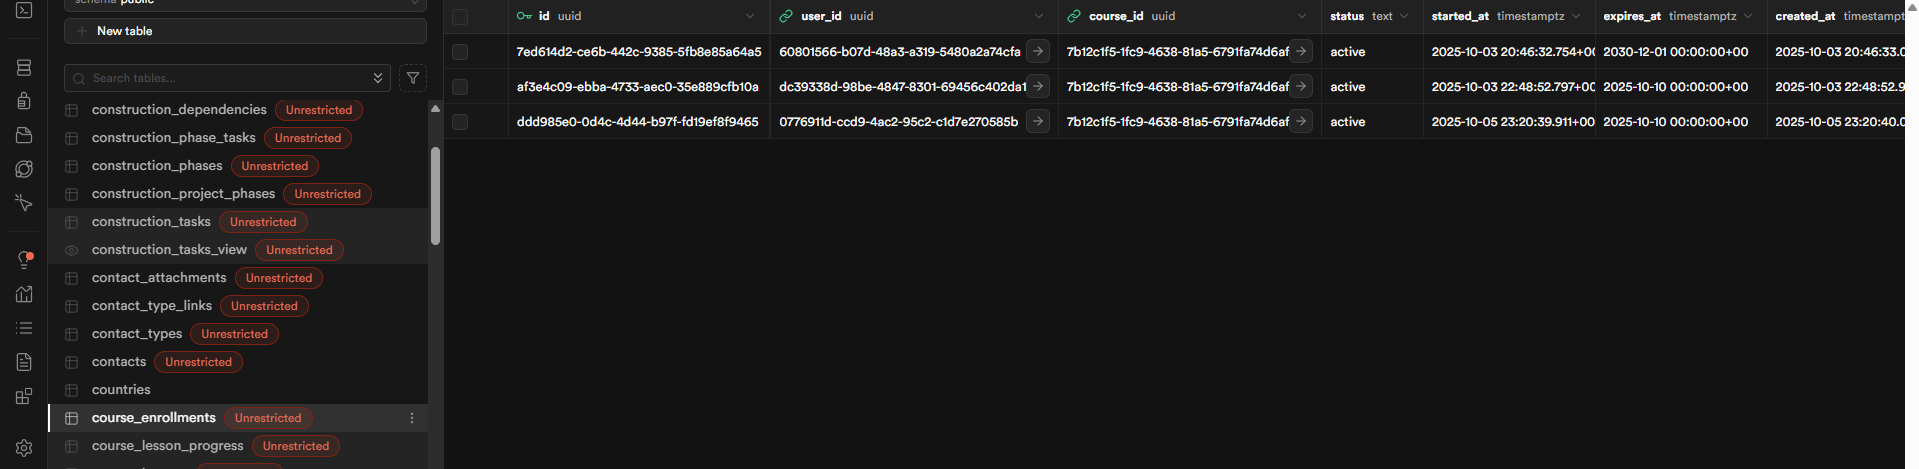 schema public
New table
Search tables...
construction_dependencies Unrestricted
construction_phase_tasks Unrestricted
construction_phases Unrestricted
construction_project_phases Unrestricted
construction_tasks Unrestricted
construction_tasks_view Unrestricted
contact_attachments Unrestricted
contact_type_links Unrestricted
contact_types Unrestricted
contacts Unrestricted
countries
course_enrollments Unrestricted
course_lesson_progress Unrestricted
id uuid user_id uuid course_id uuid status text started_at timestamptz expires_at timestamptz created_at timestamp
7ed614d2-ce6b-442c-9385-5fb8e85a64a5 60801566-b07d-48a3-a319-5480a2a74cfa 7b12c1f5-1fc9-4638-81a5-6791fa74d6af active 2025-10-03 20:46:32.754+00 2030-12-01 00:00:00+00 2025-10-03 20:46:33.0
af3e4c09-ebba-4733-aec0-35e889cfb10a dc39338d-98be-4847-8301-69456c402da1 7b12c1f5-1fc9-4638-81a5-6791fa74d6af active 2025-10-03 22:48:52.797+00 2025-10-10 00:00:00+00 2025-10-03 22:48:52.9
ddd985e0-0d4c-4d44-b97f-fd19ef8f9465 0776911d-ccd9-4ac2-95c2-c1d7e270585b 7b12c1f5-1fc9-4638-81a5-6791fa74d6af active 2025-10-05 23:20:39.911+00 2025-10-10 00:00:00+00 2025-10-05 23:20:40.0